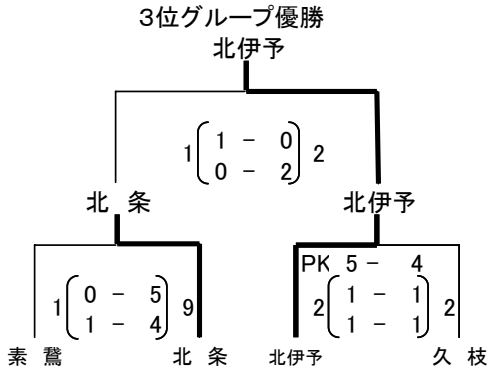 3位グループ優勝
北伊予
1 ( 1 - 0 ) 2
0 - 2
北 条 北伊予
PK 5 - 4
1 ( 0 - 5 ) 9 2 ( 1 - 1 ) 2
1 - 4 1 - 1
素 鵞 北 条 北伊予 久 枝